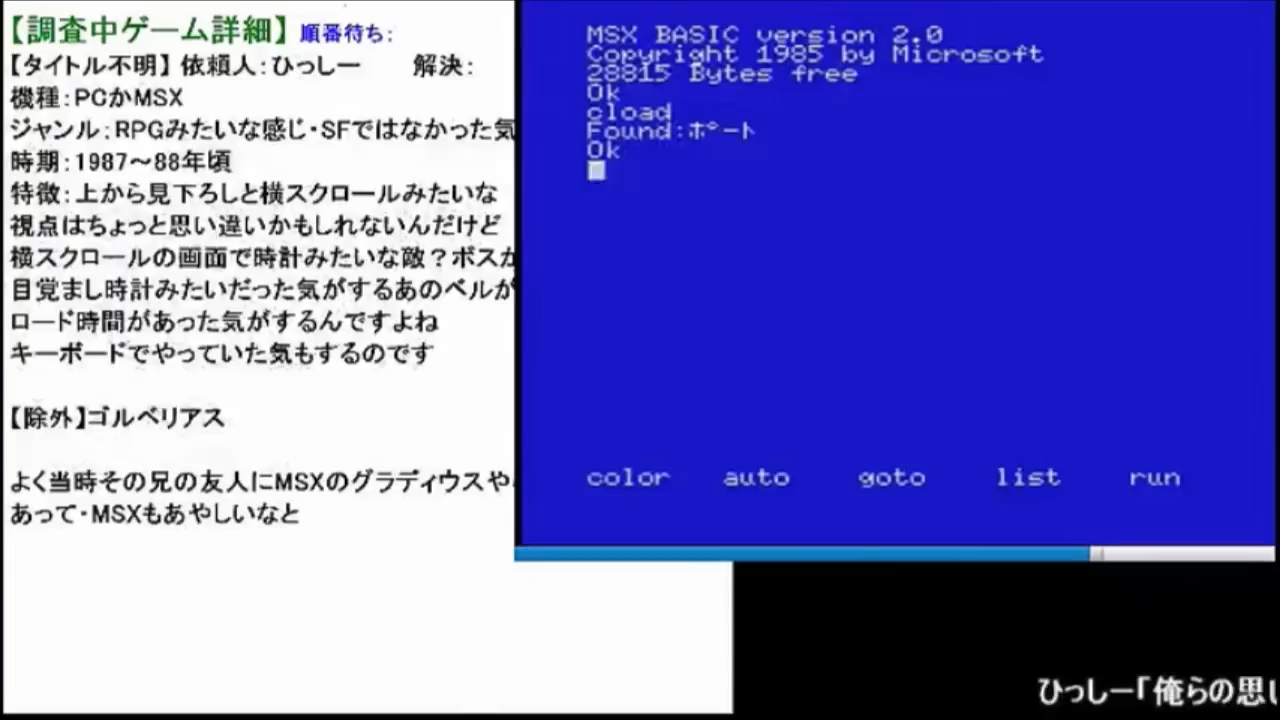 【調査中ゲーム詳細】 順番待ち:
【タイトル不明】 依頼人:ひっしー 解決:
機種:PCかMSX
ジャンル:RPGみたいな感じ・SFではなかった気
時期:1987～88年頃
特徴:上から見下ろしと横スクロールみたいな
視点はちょっと思い違いかもしれないんだけど
横スクロールの画面で時計みたいな敵？ボスが
目覚まし時計みたいだった気がするあのベルが
ロード時間があった気がするんですよね
キーボードでやっていた気もするのです
【除外】ゴルベリアス
よく当時その兄の友人にMSXのグラディウスや
あって・MSXもあやしいなと
MSX BASIC version 2.0
Copyright 1985 by Microsoft
28815 Bytes free
Ok
cload
Found:ポート
Ok
color auto goto list run
ひっしー「俺らの思い